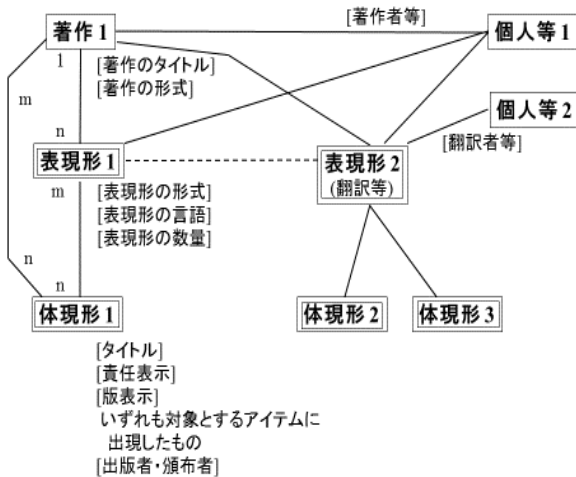 著作 1
[著作者等]
個人等 1
1
[著作のタイトル]
[著作の形式]
m
個人等 2
n
[翻訳者等]
表現形 1
表現形 2
(翻訳等)
m
[表現形の形式]
[表現形の言語]
[表現形の数量]
n
n
体現形 1
体現形 2
体現形 3
[タイトル]
[責任表示]
[版表示]
いずれも対象とするアイテムに
出現したもの
[出版者・頒布者]